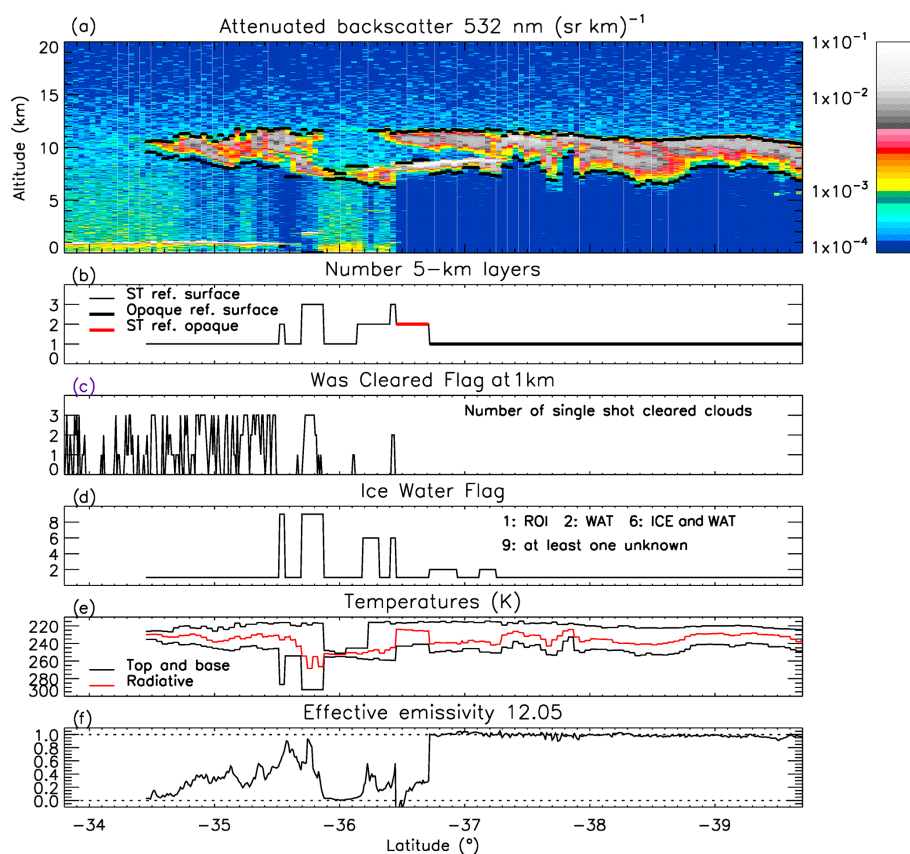 (a) Attenuated backscatter 532 nm (sr km)−1
20
15
10
5
0
Altitude (km)
1x10−1
1x10−2
1x10−3
1x10−4
(b) Number 5−km layers
3
2
1
0
ST ref. surface
Opaque ref. surface
ST ref. opaque
(c) Was Cleared Flag at 1km
3
2
1
0
Number of single shot cleared clouds
(d) Ice Water Flag
8
6
4
2
1: ROI 2: WAT 6: ICE and WAT
9: at least one unknown
(e) Temperatures (K)
220
240
260
280
300
Top and base
Radiative
(f) Effective emissivity 12.05
1.0
0.8
0.6
0.4
0.2
0.0
−34 −35 −36 −37 −38 −39
Latitude (°)